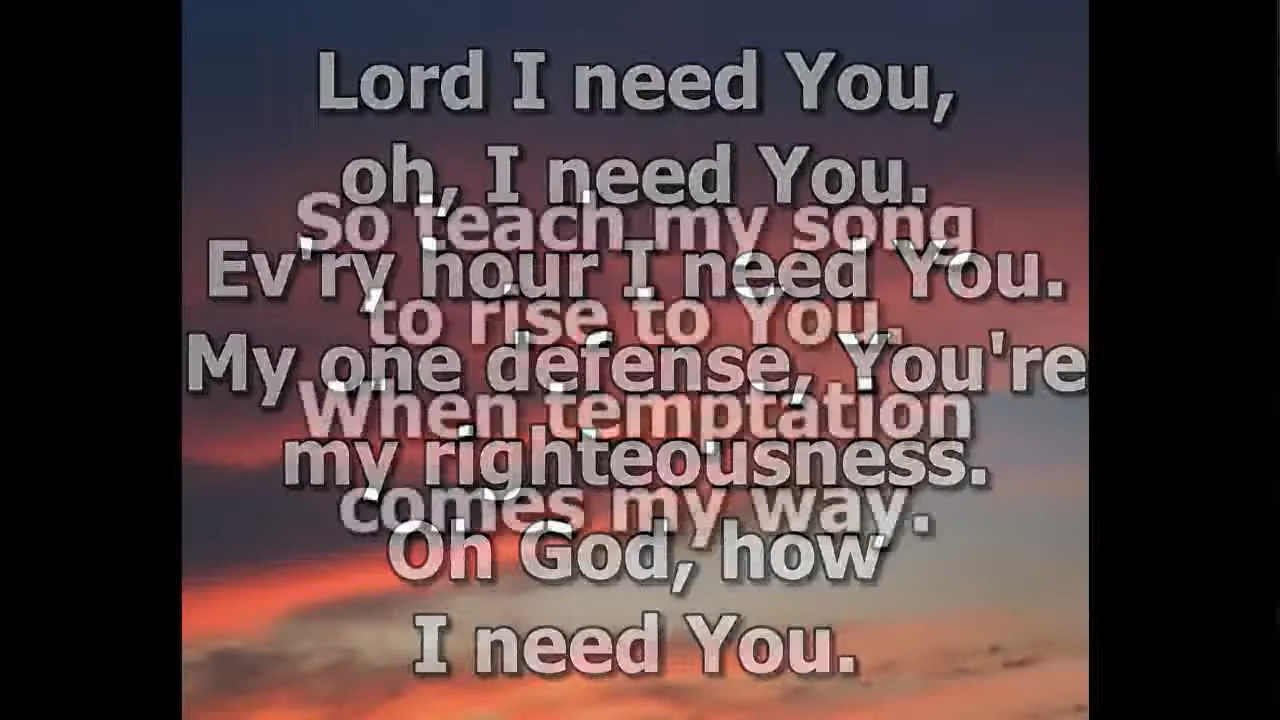 Lord I need You,
oh, I need You.
So teach my song
Ev'ry hour I need You.
to rise to You.
My one defense, You're
When temptation
my righteousness.
comes my way.
Oh God, how
I need You.